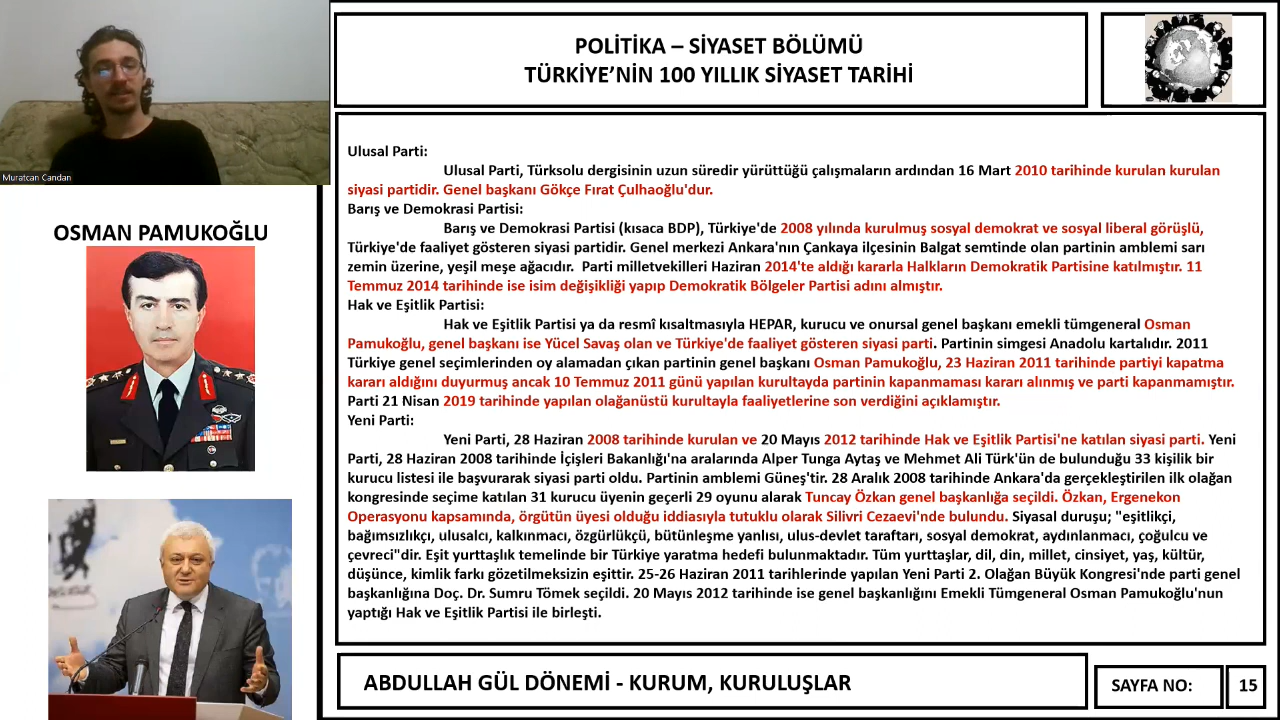 Muratcan Candan
OSMAN PAMUKOĞLU
POLİTİKA – SİYASET BÖLÜMÜ
TÜRKİYE'NİN 100 YILLIK SİYASET TARİHİ
Ulusal Parti:
Ulusal Parti, Türksolu dergisinin uzun süredir yürüttüğü çalışmaların ardından 16 Mart 2010 tarihinde kurulan kurulan
siyasi partidir. Genel başkanı Gökçe Fırat Çulhaoğlu'dur.
Barış ve Demokrasi Partisi:
Barış ve Demokrasi Partisi (kısaca BDP), Türkiye'de 2008 yılında kurulmuş sosyal demokrat ve sosyal liberal görüşlü,
Türkiye'de faaliyet gösteren siyasi partidir. Genel merkezi Ankara'nın Çankaya ilçesinin Balgat semtinde olan partinin amblemi sarı
zemin üzerine, yeşil meşe ağacıdır. Parti milletvekilleri Haziran 2014'te aldığı kararla Halkların Demokratik Partisine katılmıştır. 11
Temmuz 2014 tarihinde ise isim değişikliği yapıp Demokratik Bölgeler Partisi adını almıştır.
Hak ve Eşitlik Partisi:
Hak ve Eşitlik Partisi ya da resmî kısaltmasıyla HEPAR, kurucu ve onursal genel başkanı emekli tümgeneral Osman
Pamukoğlu, genel başkanı ise Yücel Savaş olan ve Türkiye'de faaliyet gösteren siyasi parti. Partinin simgesi Anadolu kartalıdır. 2011
Türkiye genel seçimlerinden oy alamadan çıkan partinin genel başkanı Osman Pamukoğlu, 23 Haziran 2011 tarihinde partiyi kapatma
kararı aldığını duyurmuş ancak 10 Temmuz 2011 günü yapılan kurultayda partinin kapanmaması kararı alınmış ve parti kapanmamıştır.
Parti 21 Nisan 2019 tarihinde yapılan olağanüstü kurultayla faaliyetlerine son verdiğini açıklamıştır.
Yeni Parti:
Yeni Parti, 28 Haziran 2008 tarihinde kurulan ve 20 Mayıs 2012 tarihinde Hak ve Eşitlik Partisi'ne katılan siyasi parti. Yeni
Parti, 28 Haziran 2008 tarihinde İçişleri Bakanlığı'na aralarında Alper Tunga Aytaş ve Mehmet Ali Türk'ün de bulunduğu 33 kişilik bir
kurucu listesi ile başvurarak siyasi parti oldu. Partinin amblemi Güneş'tir. 28 Aralık 2008 tarihinde Ankara'da gerçekleştirilen ilk olağan
kongresinde seçime katılan 31 kurucu üyenin geçerli 29 oyunu alarak Tuncay Özkan genel başkanlığa seçildi. Özkan, Ergenekon
Operasyonu kapsamında, örgütün üyesi olduğu iddiasıyla tutuklu olarak Silivri Cezaevi'nde bulundu. Siyasal duruşu; "eşitlikçi,
bağımsızlıkçı, ulusalcı, kalkınmacı, özgürlükçü, bütünleşme yanlısı, ulus-devlet taraftarı, sosyal demokrat, aydınlanmacı, çoğulcu ve
çevreci"dir. Eşit yurttaşlık temelinde bir Türkiye yaratma hedefi bulunmaktadır. Tüm yurttaşlar, dil, din, millet, cinsiyet, yaş, kültür,
düşünce, kimlik farkı gözetilmeksizin eşittir. 25-26 Haziran 2011 tarihlerinde yapılan Yeni Parti 2. Olağan Büyük Kongresi'nde parti genel
başkanlığına Doç. Dr. Sumru Tömek seçildi. 20 Mayıs 2012 tarihinde ise genel başkanlığını Emekli Tümgeneral Osman Pamukoğlu'nun
yaptığı Hak ve Eşitlik Partisi ile birleşti.
ABDULLAH GÜL DÖNEMİ - KURUM, KURULUŞLAR
SAYFA NO:
15